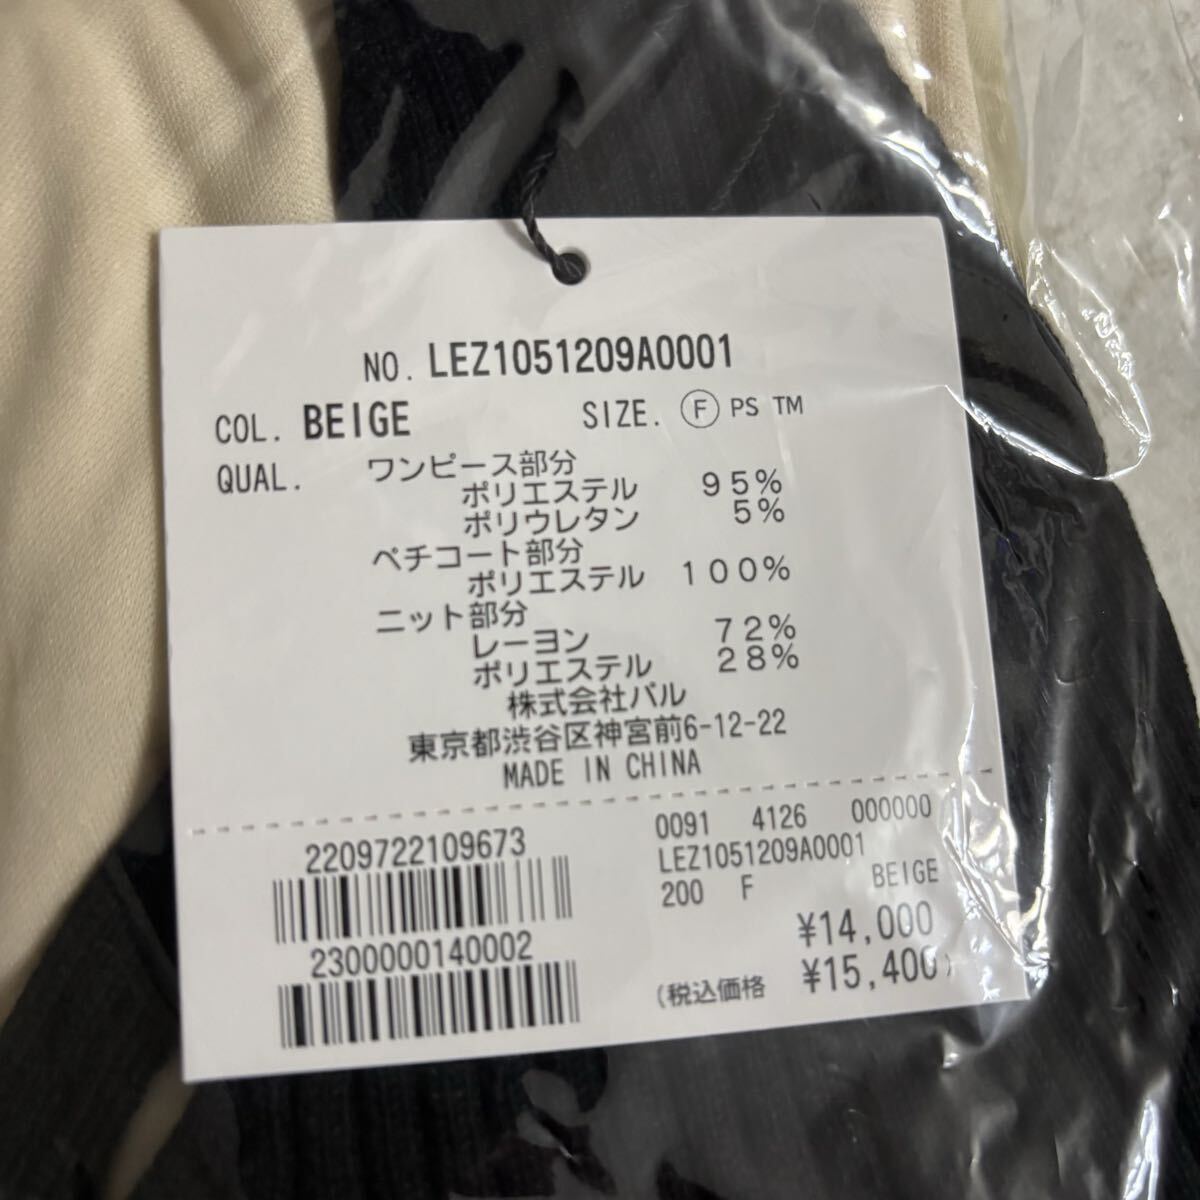 NO. LEZ1051209A0001
COL. BEIGE SIZE. Ⓕ PS TM
QUAL. ワンピース部分
ポリエステル 95%
ポリウレタン 5%
ペチコート部分
ポリエステル 100%
ニット部分
レーヨン 72%
ポリエステル 28%
株式会社パル
東京都渋谷区神宮前6-12-22
MADE IN CHINA
2209722109673
2300000140002
0091 4126 000000
LEZ1051209A0001
200 F BEIGE
¥14,000
(税込価格 ¥15,400)